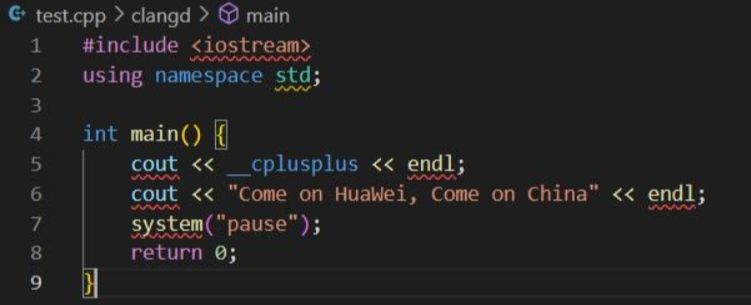 test.cpp > clangd > main
1 #include <iostream>
2 using namespace std;
3
4 int main() {
5 cout << __cplusplus << endl;
6 cout << "Come on HuaWei, Come on China" << endl;
7 system("pause");
8 return 0;
9 }